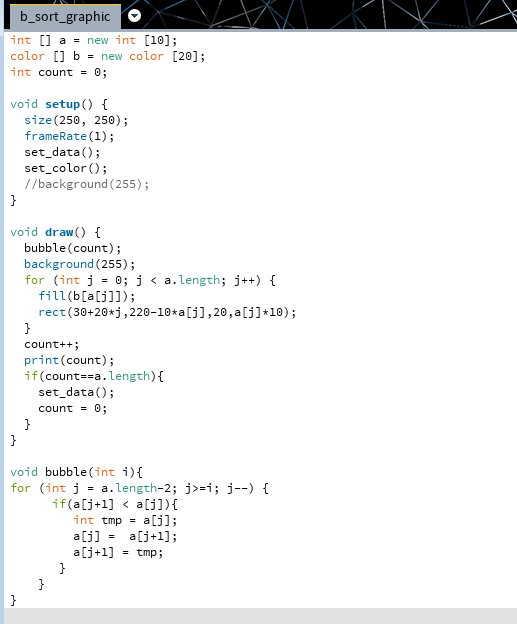 b_sort_graphic
int [] a = new int [10];
color [] b = new color [20];
int count = 0;
void setup() {
size(250, 250);
frameRate(1);
set_data();
set_color();
//background(255);
}
void draw() {
bubble(count);
background(255);
for (int j = 0; j < a.length; j++) {
fill(b[a[j]]);
rect(30+20*j,220-10*a[j],20,a[j]*10);
}
count++;
print(count);
if(count==a.length){
set_data();
count = 0;
}
}
void bubble(int i){
for (int j = a.length-2; j>=i; j--) {
if(a[j+1] < a[j]){
int tmp = a[j];
a[j] =  a[j+1];
a[j+1] = tmp;
}
}
}